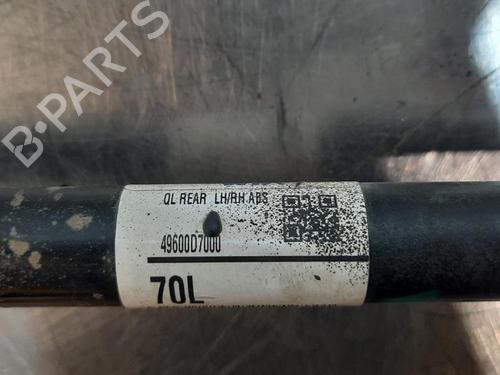 B-PARTS
QL REAR LH/RH ABS
49600D7000
70L